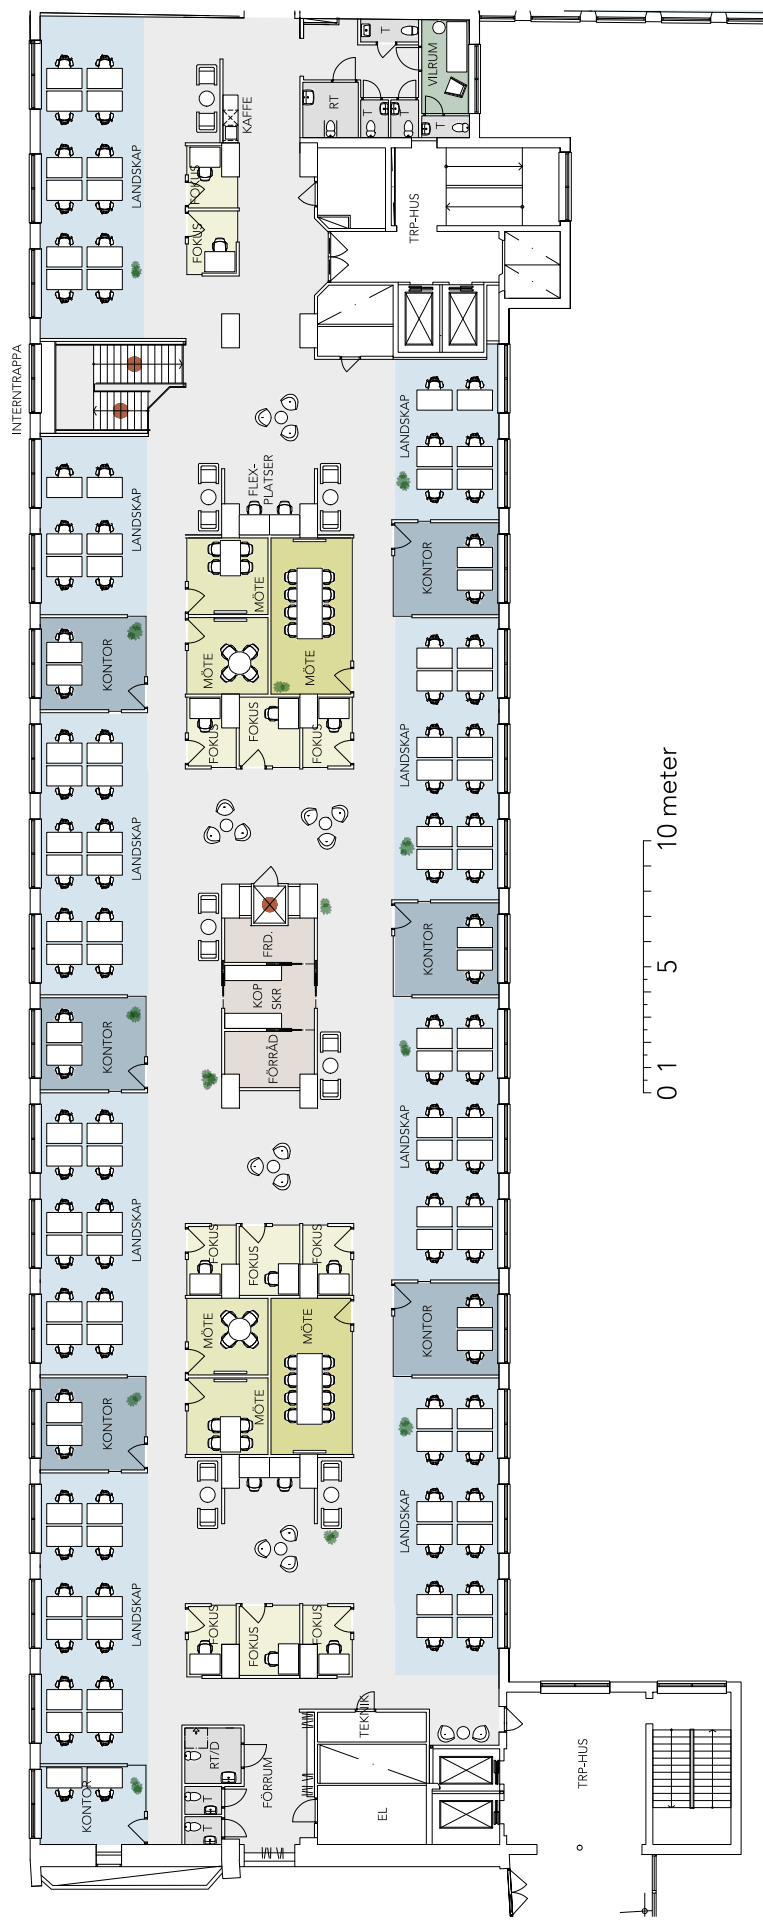 T
VILRUM
RT
T
T
T
KAFFE
LANDSKAP
FOKUS
FOKUS
TRP-HUS
INTERNTRAPPA
LANDSKAP
LANDSKAP
FLEX-
PLATSER
KONTOR
MÖTE
KONTOR
MÖTE
MÖTE
FOKUS
FOKUS
FOKUS
LANDSKAP
LANDSKAP
10 meter
5
0 1
KONTOR
FRD.
KOP
SKR
FÖRRÅD
KONTOR
LANDSKAP
LANDSKAP
FOKUS
FOKUS
FOKUS
MÖTE
MÖTE
KONTOR
MÖTE
KONTOR
LANDSKAP
LANDSKAP
FOKUS
FOKUS
FOKUS
TEKNIK
RT/D
FÖRRUM
TRP-HUS
KONTOR
T
EL
T